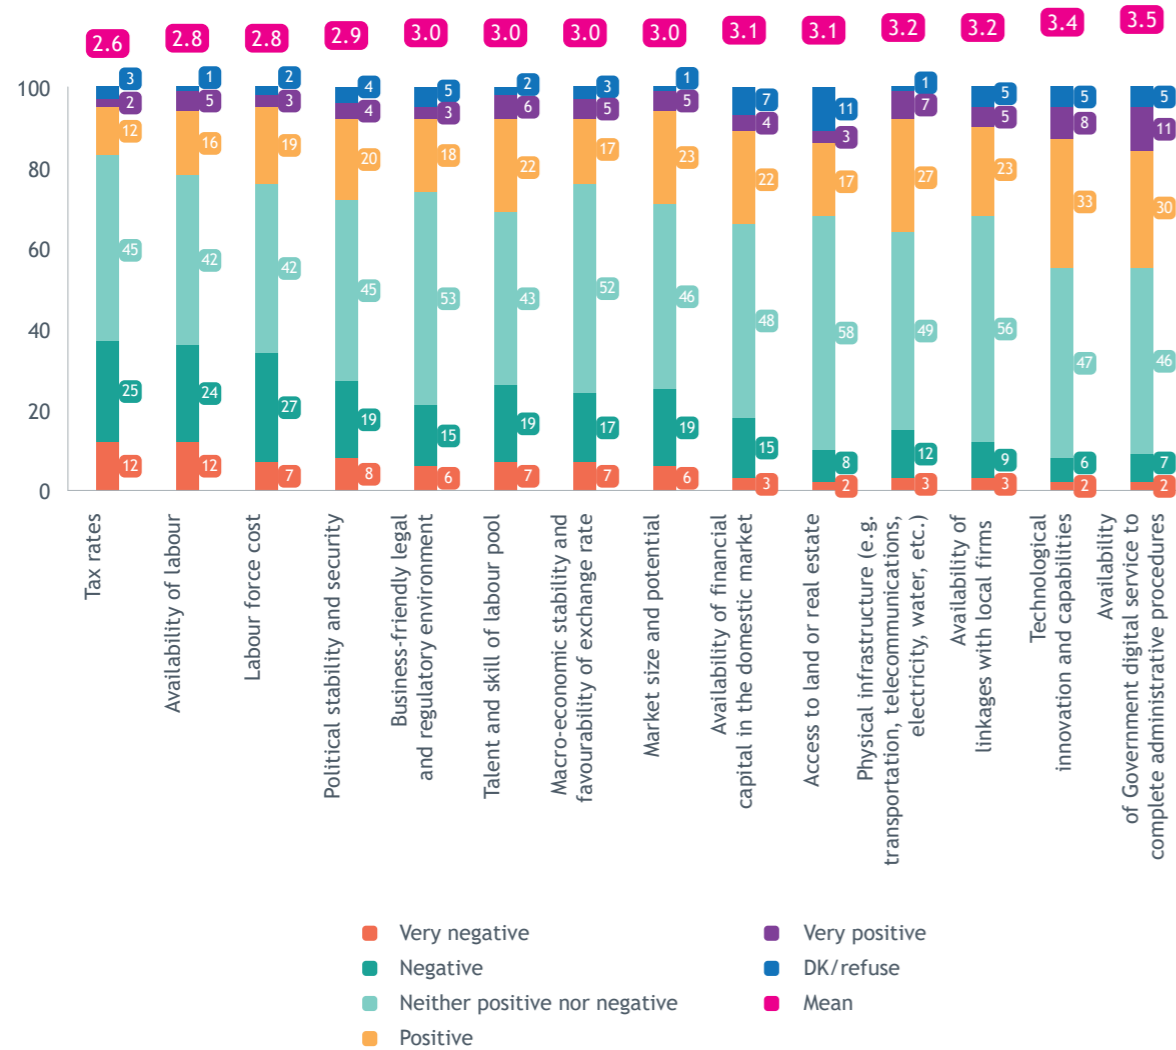 2.6 2.8 2.8 2.9 3.0 3.0 3.0 3.0 3.1 3.1 3.2 3.2 3.4 3.5
100
80
60
40
20
0
3 1 2 4 5 2 3 1 7 11 1 5 5 5
2 5 3 4 3 6 5 5 4 3 7 5 8 11
12 16 19 20 18 22 17 23 22 17 27 23 33 30
45 42 42 45 53 43 52 46 48 58 49 56 47 46
25 24 27 19 15 19 17 19 15 8 12 9 6 7
12 12 7 8 6 7 7 6 3 2 3 3 2 2
Tax rates
Availability of labour
Labour force cost
Political stability and security
Business-friendly legal
and regulatory environment
Talent and skill of labour pool
Macro-economic stability and
favourability of exchange rate
Market size and potential
Availability of financial
capital in the domestic market
Access to land or real estate
Physical infrastructure (e.g.
transportation, telecommunications,
electricity, water, etc.)
Availability of
linkages with local firms
Technological
innovation and capabilities
Availability
of Government digital service to
complete administrative procedures
Very negative
Negative
Neither positive nor negative
Positive
Very positive
DK/refuse
Mean